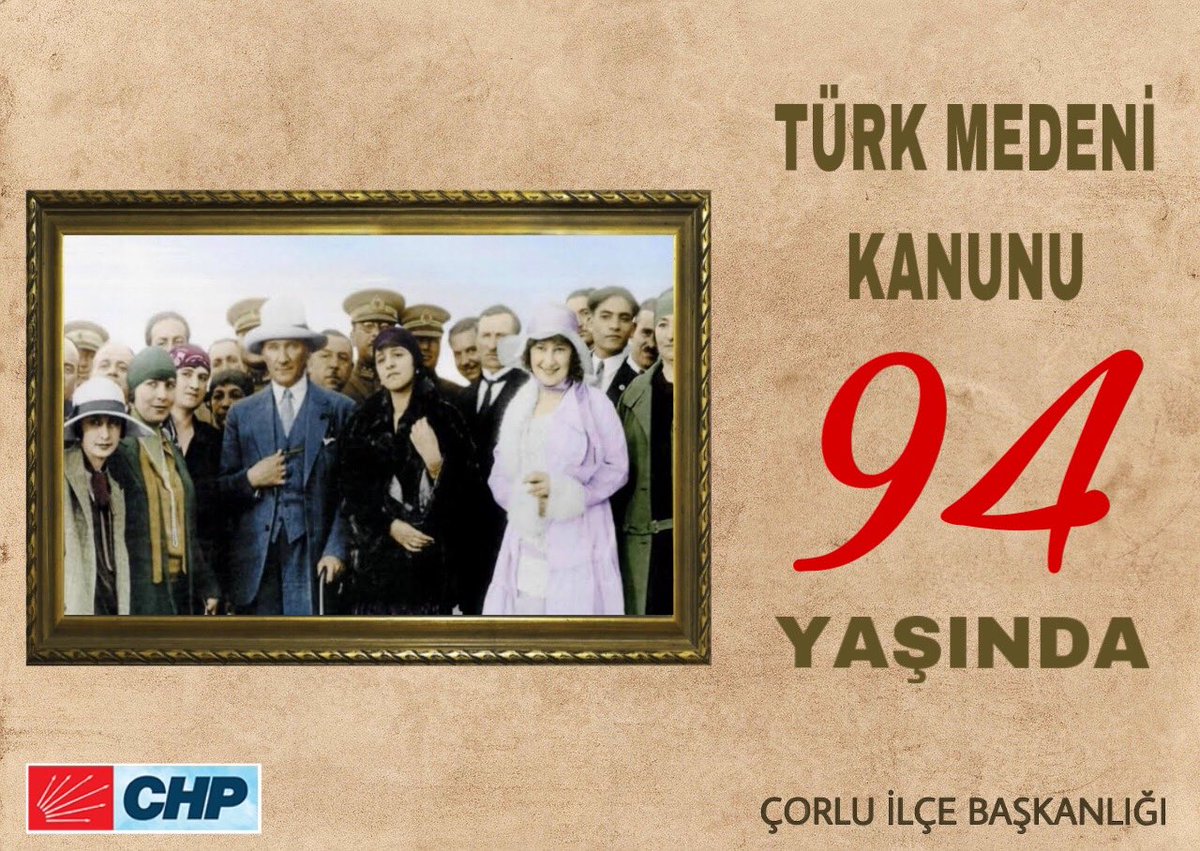 TÜRK MEDENİ
KANUNU
94
YAŞINDA
CHP
ÇORLU İLÇE BAŞKANLIĞI